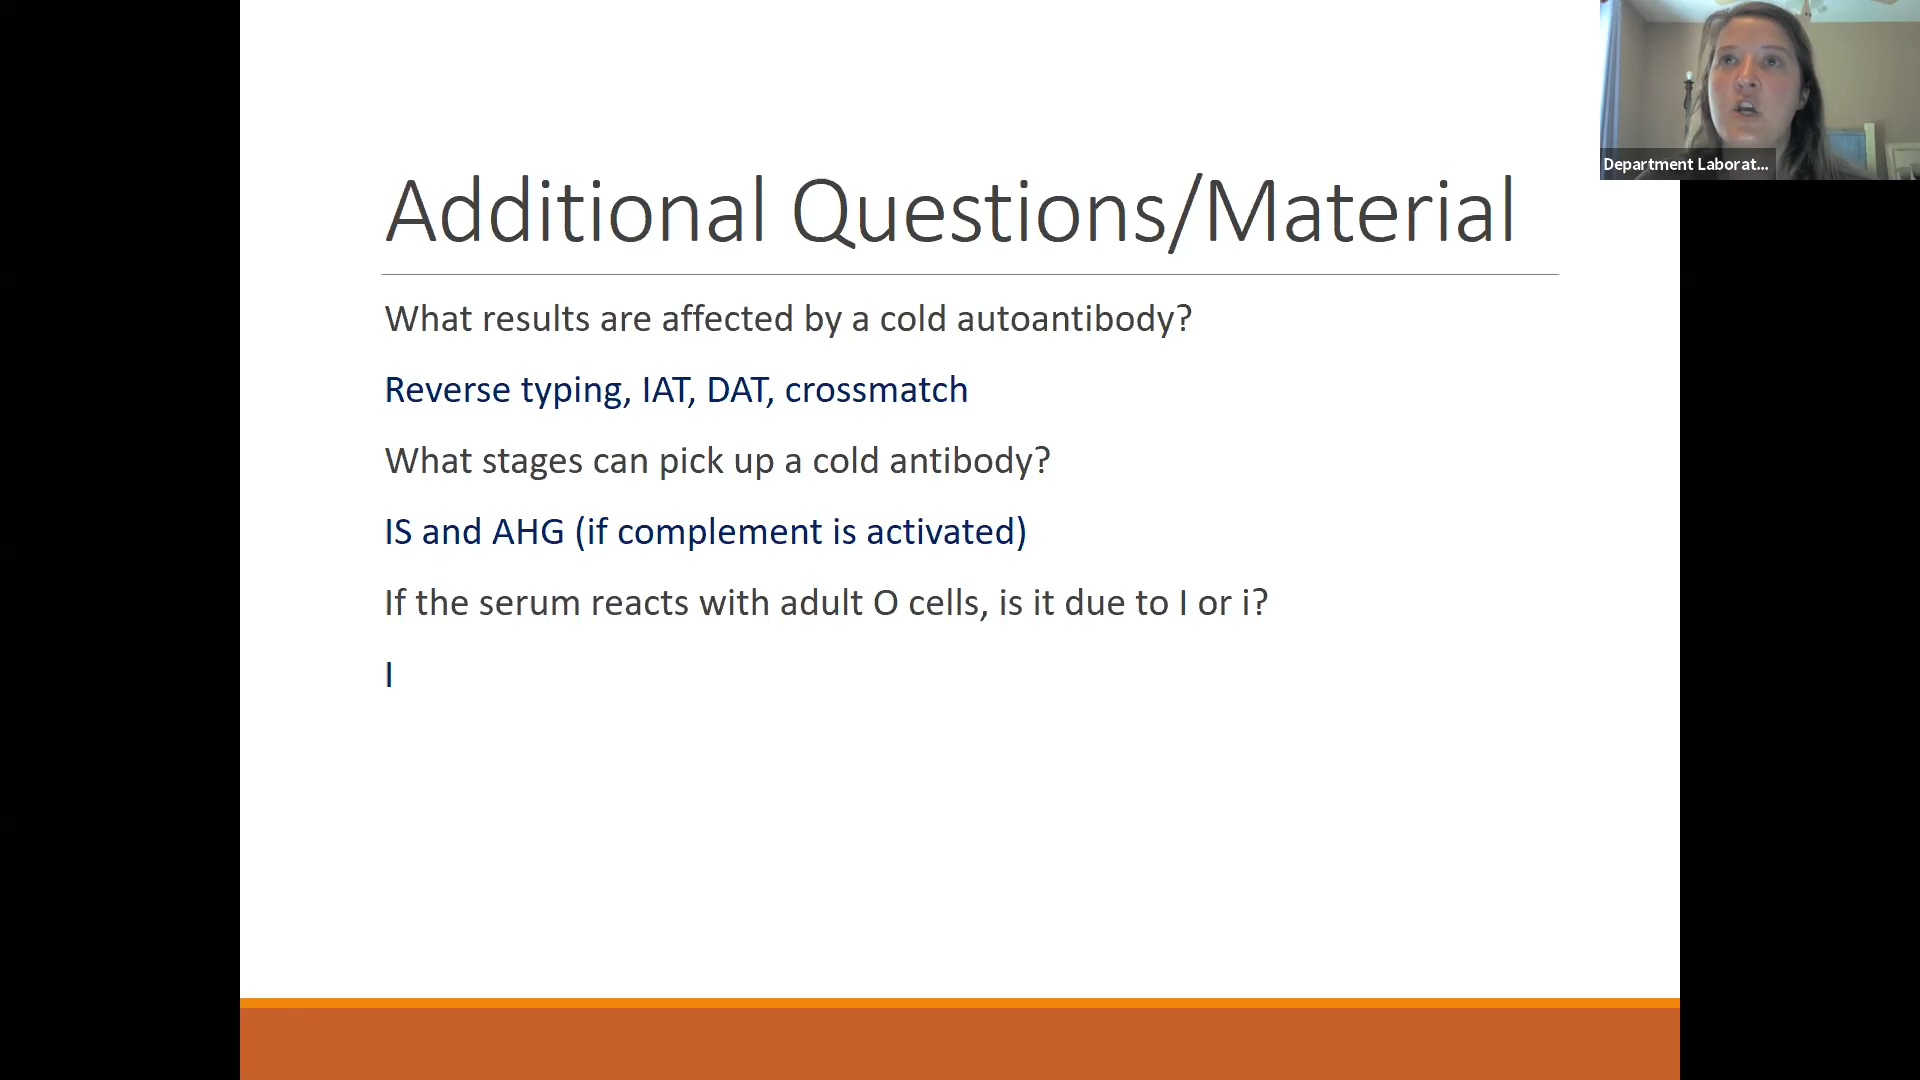 Department Laborat...
Additional Questions/Material
What results are affected by a cold autoantibody?
Reverse typing, IAT, DAT, crossmatch
What stages can pick up a cold antibody?
IS and AHG (if complement is activated)
If the serum reacts with adult O cells, is it due to I or i?
I